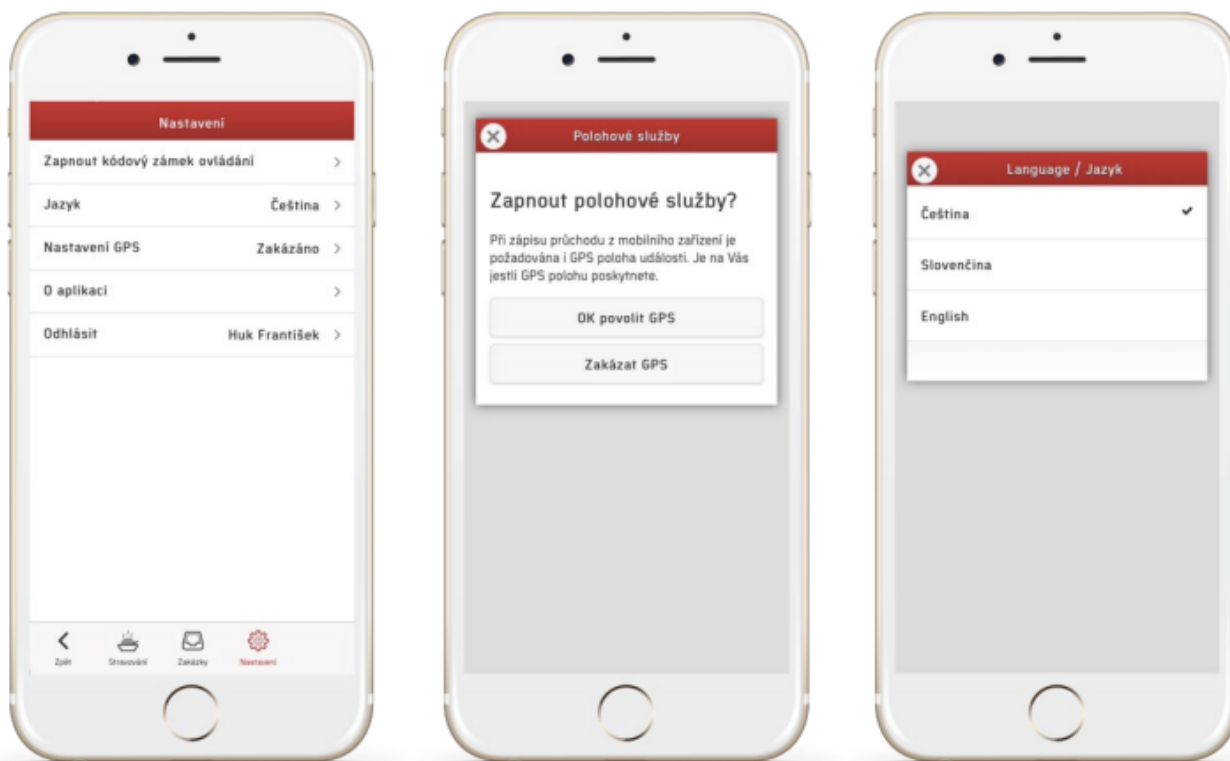 Nastavení
Zapnout kódový zámek ovládání
Jazyk Čeština
Nastavení GPS Zakázáno
O aplikaci
Odhlásit Huk František
Zpět Stravování Zakázky Nastavení
Polohové služby
Zapnout polohové služby?
Při zápisu průchodu z mobilního zařízení je
požadována i GPS poloha události. Je na Vás
jestli GPS polohu poskytnete.
OK povolit GPS
Zakázat GPS
Language / Jazyk
Čeština
Slovenčina
English